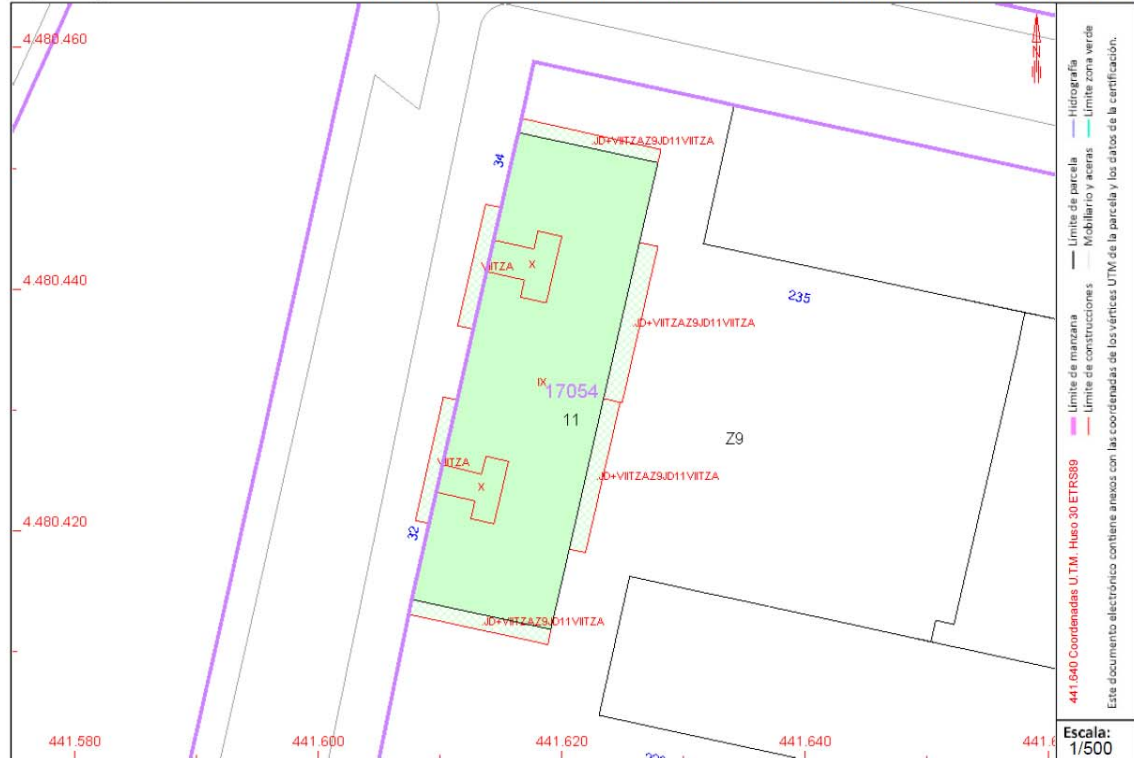 4.480.460
34
.JD+VIITZAZ9JD11VIITZA
VIITZA
X
4.480.440
235
.JD+VIITZAZ9JD11VIITZA
IX
17054
11
Z9
VIITZA
X
.JD+VIITZAZ9JD11VIITZA
4.480.420
32
.JD+VIITZAZ9JD11VIITZA
441.580
441.600
441.620
441.640
441.640 Coordenadas U.T.M. Huso 30 ETRS89
Límite de manzana
Límite de parcela
Hidrografía
Límite de construcciones
Mobiliario y aceras
Límite zona verde
Este documento electrónico contiene anexos con las coordenadas de los vértices UTM de la parcela y los datos de la certificación.
Escala:
1/500